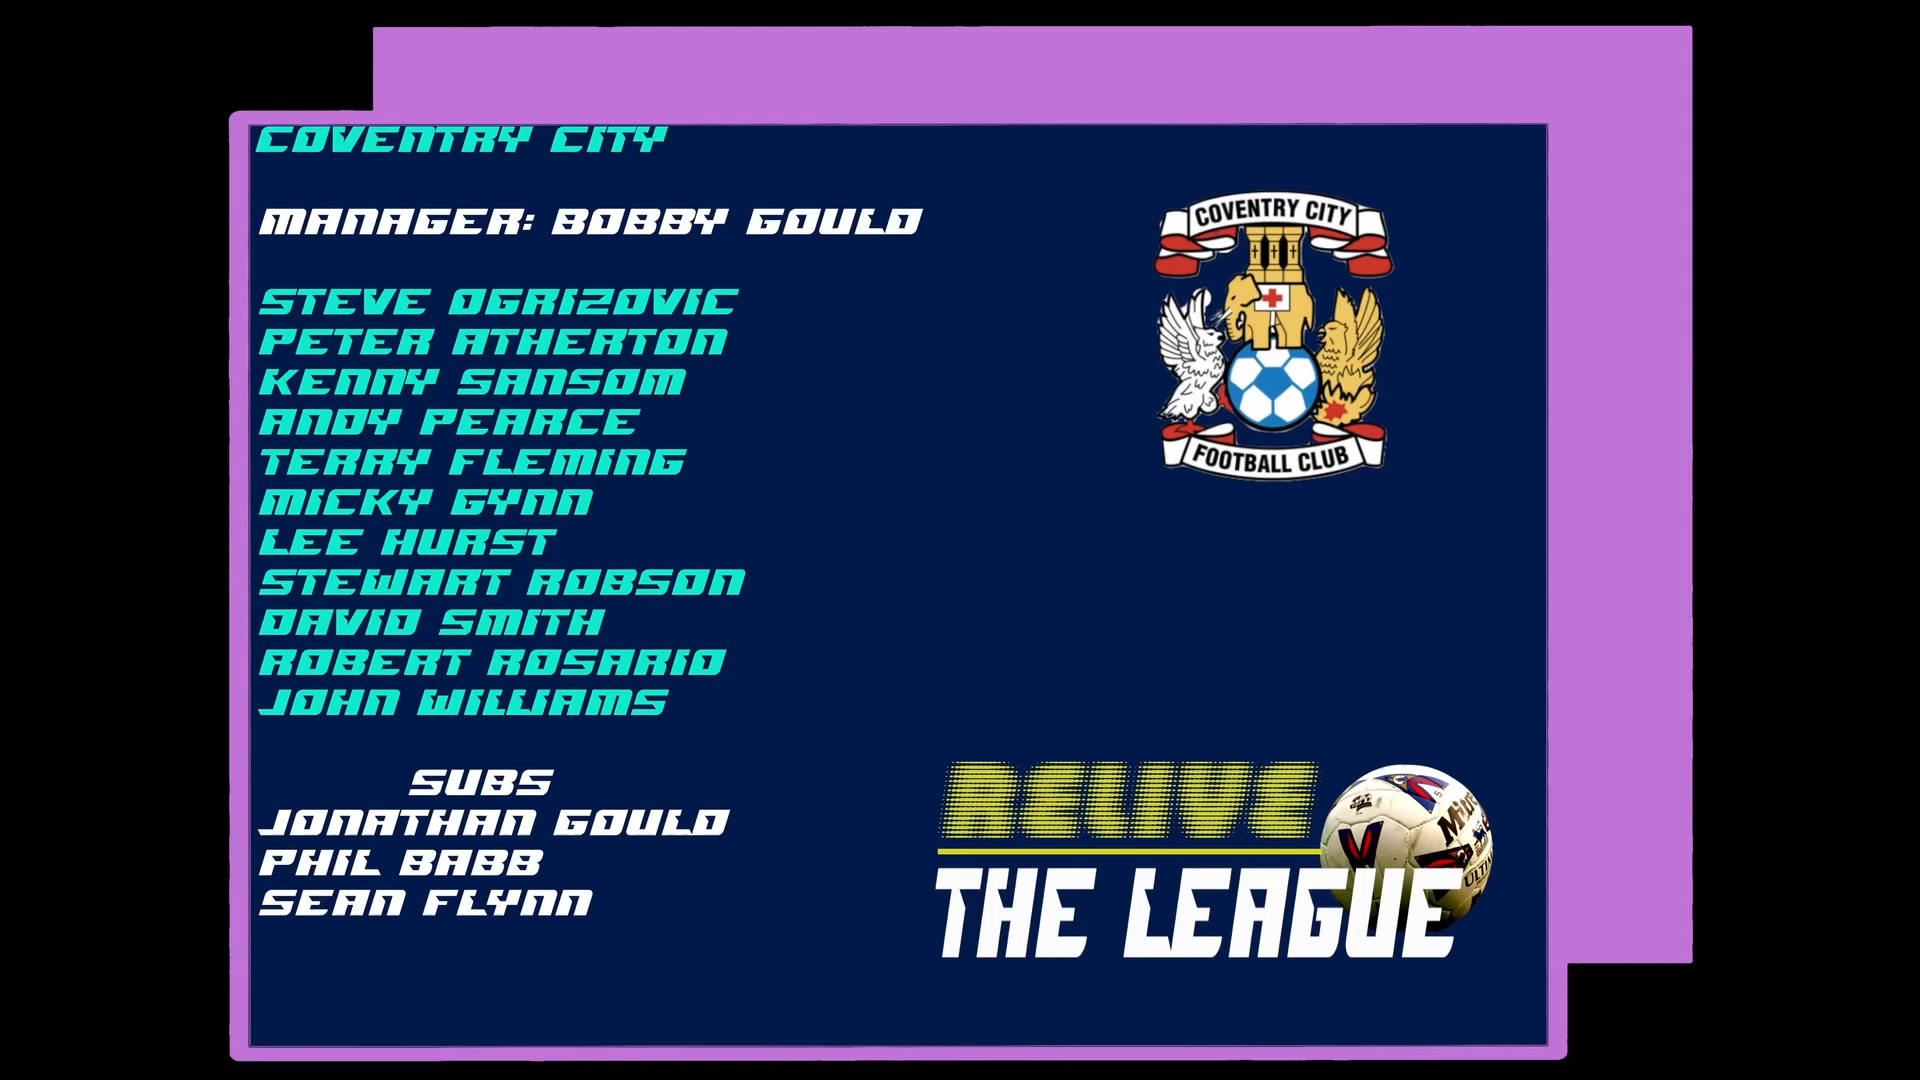 COVENTRY CITY
MANAGER: BOBBY GOULD
STEVE OGRIZOVIC
PETER ATHERTON
KENNY SANSOM
ANDY PEARCE
TERRY FLEMING
MICKY GYNN
LEE HURST
STEWART ROBSON
DAVID SMITH
ROBERT ROSARIO
JOHN WILLIAMS
SUBS
JONATHAN GOULD
PHIL BABB
SEAN FLYNN
COVENTRY CITY
FOOTBALL CLUB
RELIVE
THE LEAGUE
Mitre